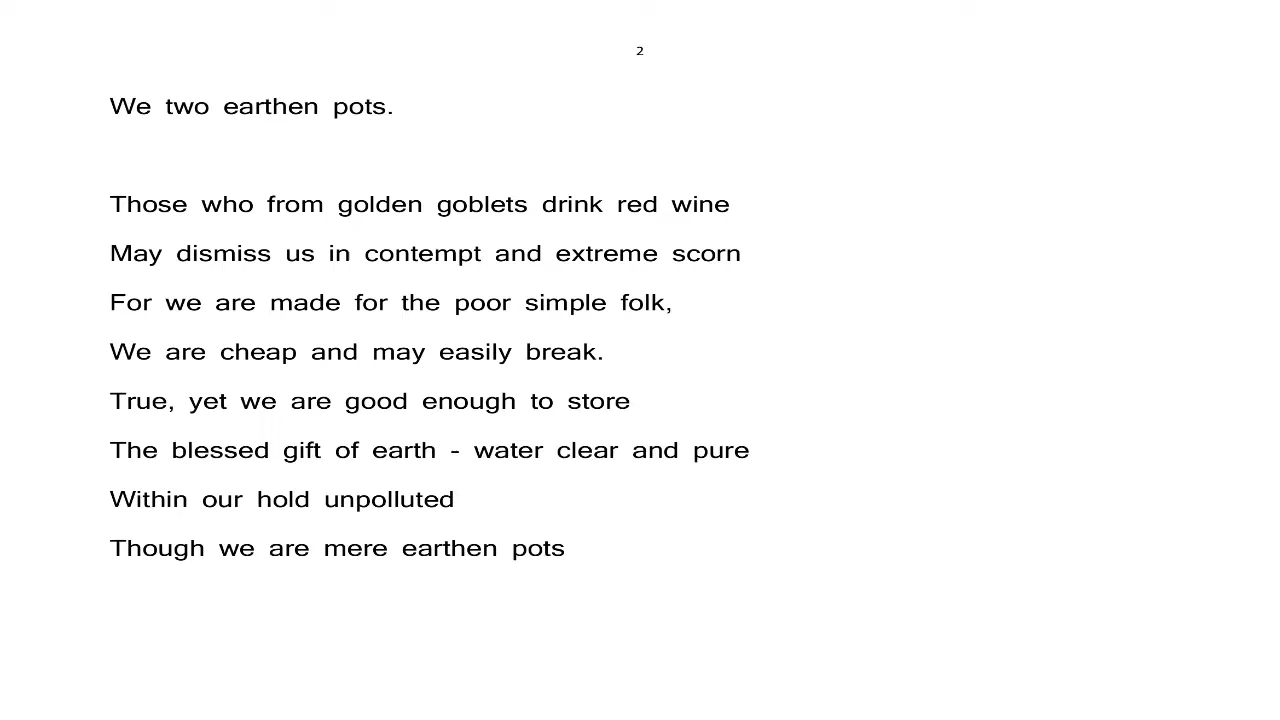 2
We two earthen pots.
Those who from golden goblets drink red wine
May dismiss us in contempt and extreme scorn
For we are made for the poor simple folk,
We are cheap and may easily break.
True, yet we are good enough to store
The blessed gift of earth - water clear and pure
Within our hold unpolluted
Though we are mere earthen pots